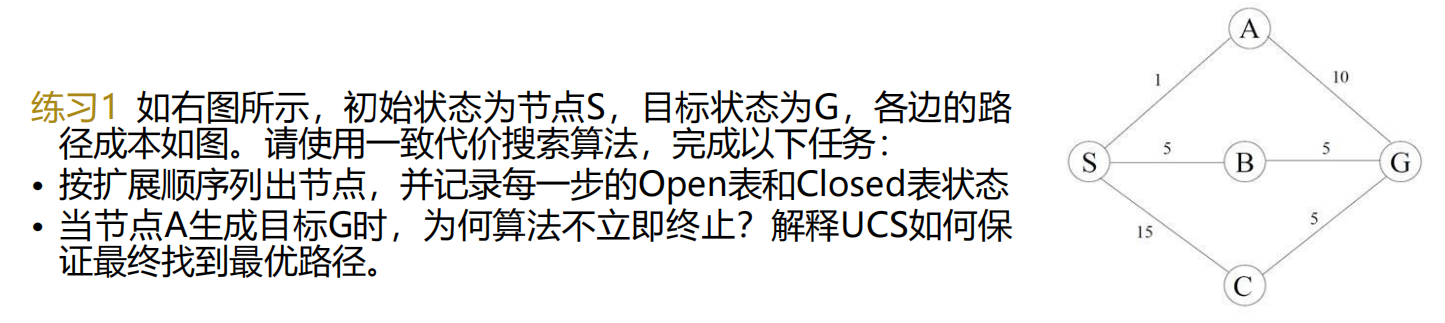 练习1 如右图所示，初始状态为节点S，目标状态为G，各边的路
径成本如图。请使用一致代价搜索算法，完成以下任务：
• 按扩展顺序列出节点，并记录每一步的Open表和Closed表状态
• 当节点A生成目标G时，为何算法不立即终止？解释UCS如何保
证最终找到最优路径。
A
1
10
S
5
B
5
G
15
5
C